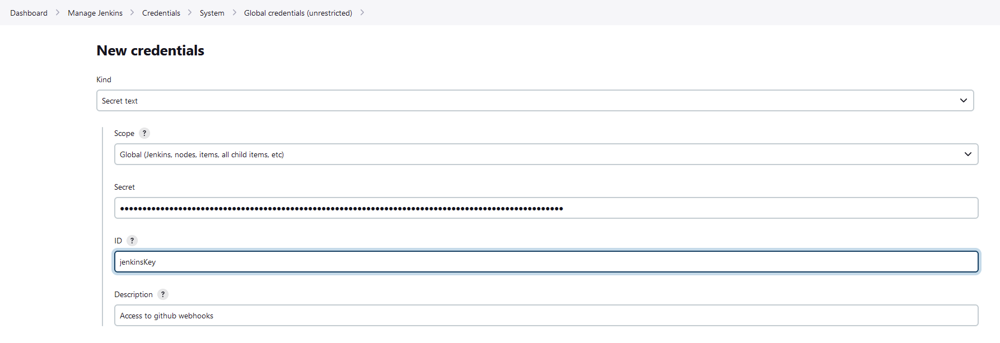 Dashboard > Manage Jenkins > Credentials > System > Global credentials (unrestricted) >
New credentials
Kind
Secret text
Scope ?
Global (Jenkins, nodes, items, all child items, etc)
Secret
ID ?
jenkinsKey
Description ?
Access to github webhooks